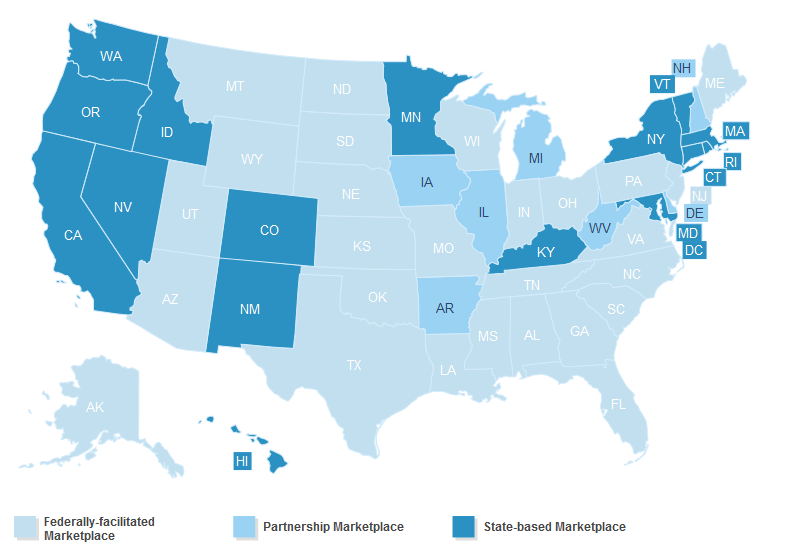 WA
MT
ND
MN
OR
ID
WY
SD
WI
MI
NH
ME
VT
NY
MA
RI
CT
NV
UT
CO
NE
IA
IL
IN
OH
PA
NJ
DE
MD
DC
CA
KS
MO
KY
WV
VA
AZ
NM
OK
AR
TN
NC
SC
TX
LA
MS
AL
GA
FL
AK
HI
Federally-facilitated
Marketplace
Partnership Marketplace
State-based Marketplace